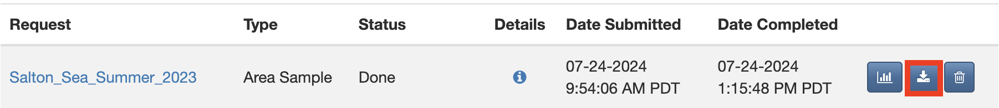 Request Type Status Details Date Submitted Date Completed
Salton_Sea_Summer_2023 Area Sample Done 07-24-2024 9:54:06 AM PDT 07-24-2024 1:15:48 PM PDT